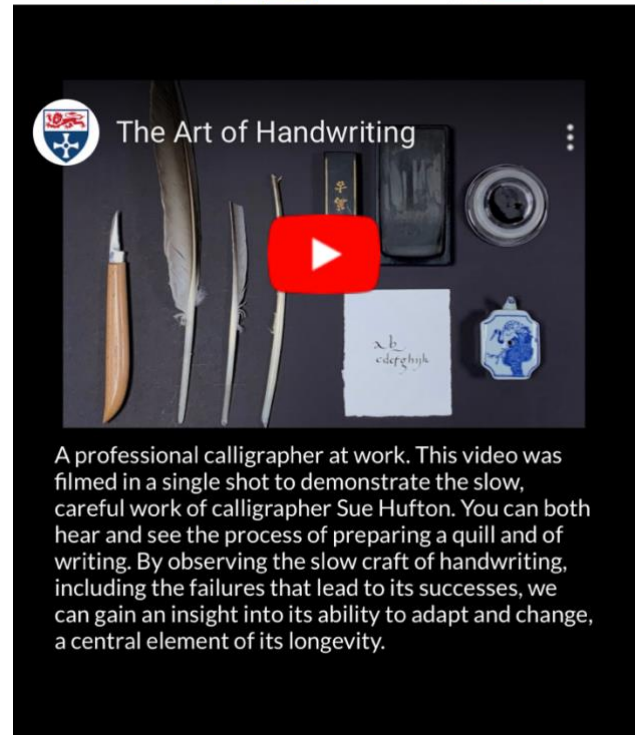 The Art of Handwriting
a b
cdefghijk
A professional calligrapher at work. This video was
filmed in a single shot to demonstrate the slow,
careful work of calligrapher Sue Hufton. You can both
hear and see the process of preparing a quill and of
writing. By observing the slow craft of handwriting,
including the failures that lead to its successes, we
can gain an insight into its ability to adapt and change,
a central element of its longevity.